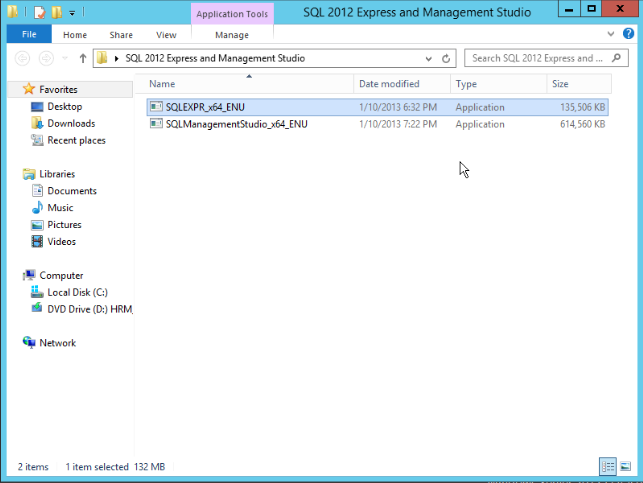 Application Tools
SQL 2012 Express and Management Studio
File Home Share View Manage
SQL 2012 Express and Management Studio
Search SQL 2012 Express and ...
Name Date modified Type Size
Favorites
Desktop
Downloads
Recent places
Libraries
Documents
Music
Pictures
Videos
Computer
Local Disk (C:)
DVD Drive (D:) HRM_
Network
SQLEXPR_x64_ENU 1/10/2013 6:32 PM Application 135,506 KB
SQLManagementStudio_x64_ENU 1/10/2013 7:22 PM Application 614,560 KB
2 items 1 item selected 132 MB